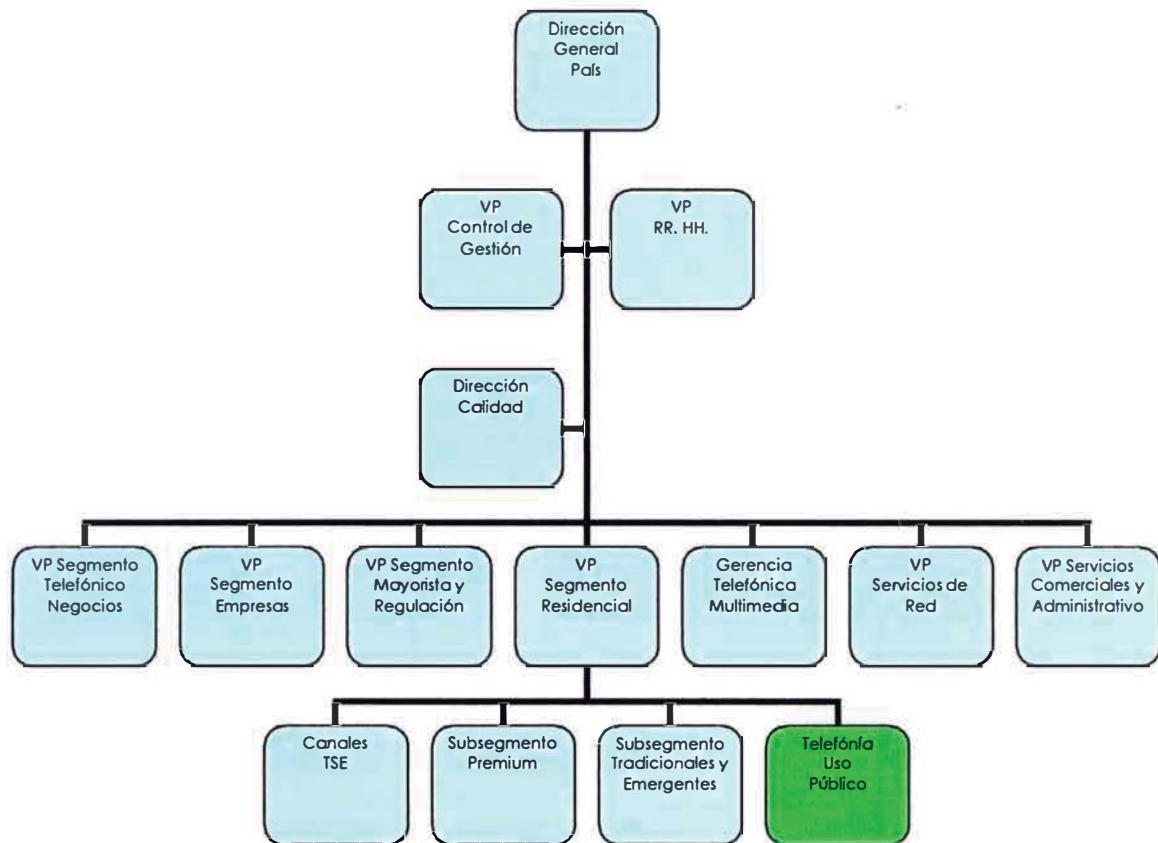 Dirección
General
País
VP
Control de
Gestión
VP
RR. HH.
Dirección
Calidad
VP Segmento
Telefónico
Negocios
VP
Segmento
Empresas
VP Segmento
Mayorista y
Regulación
VP
Segmento
Residencial
Gerencia
Telefónica
Multimedia
VP
Servicios de
Red
VP Servicios
Comerciales y
Administrativo
Canales
TSE
Subsegmento
Premium
Subsegmento
Tradicionales y
Emergentes
Telefónía
Uso
Público